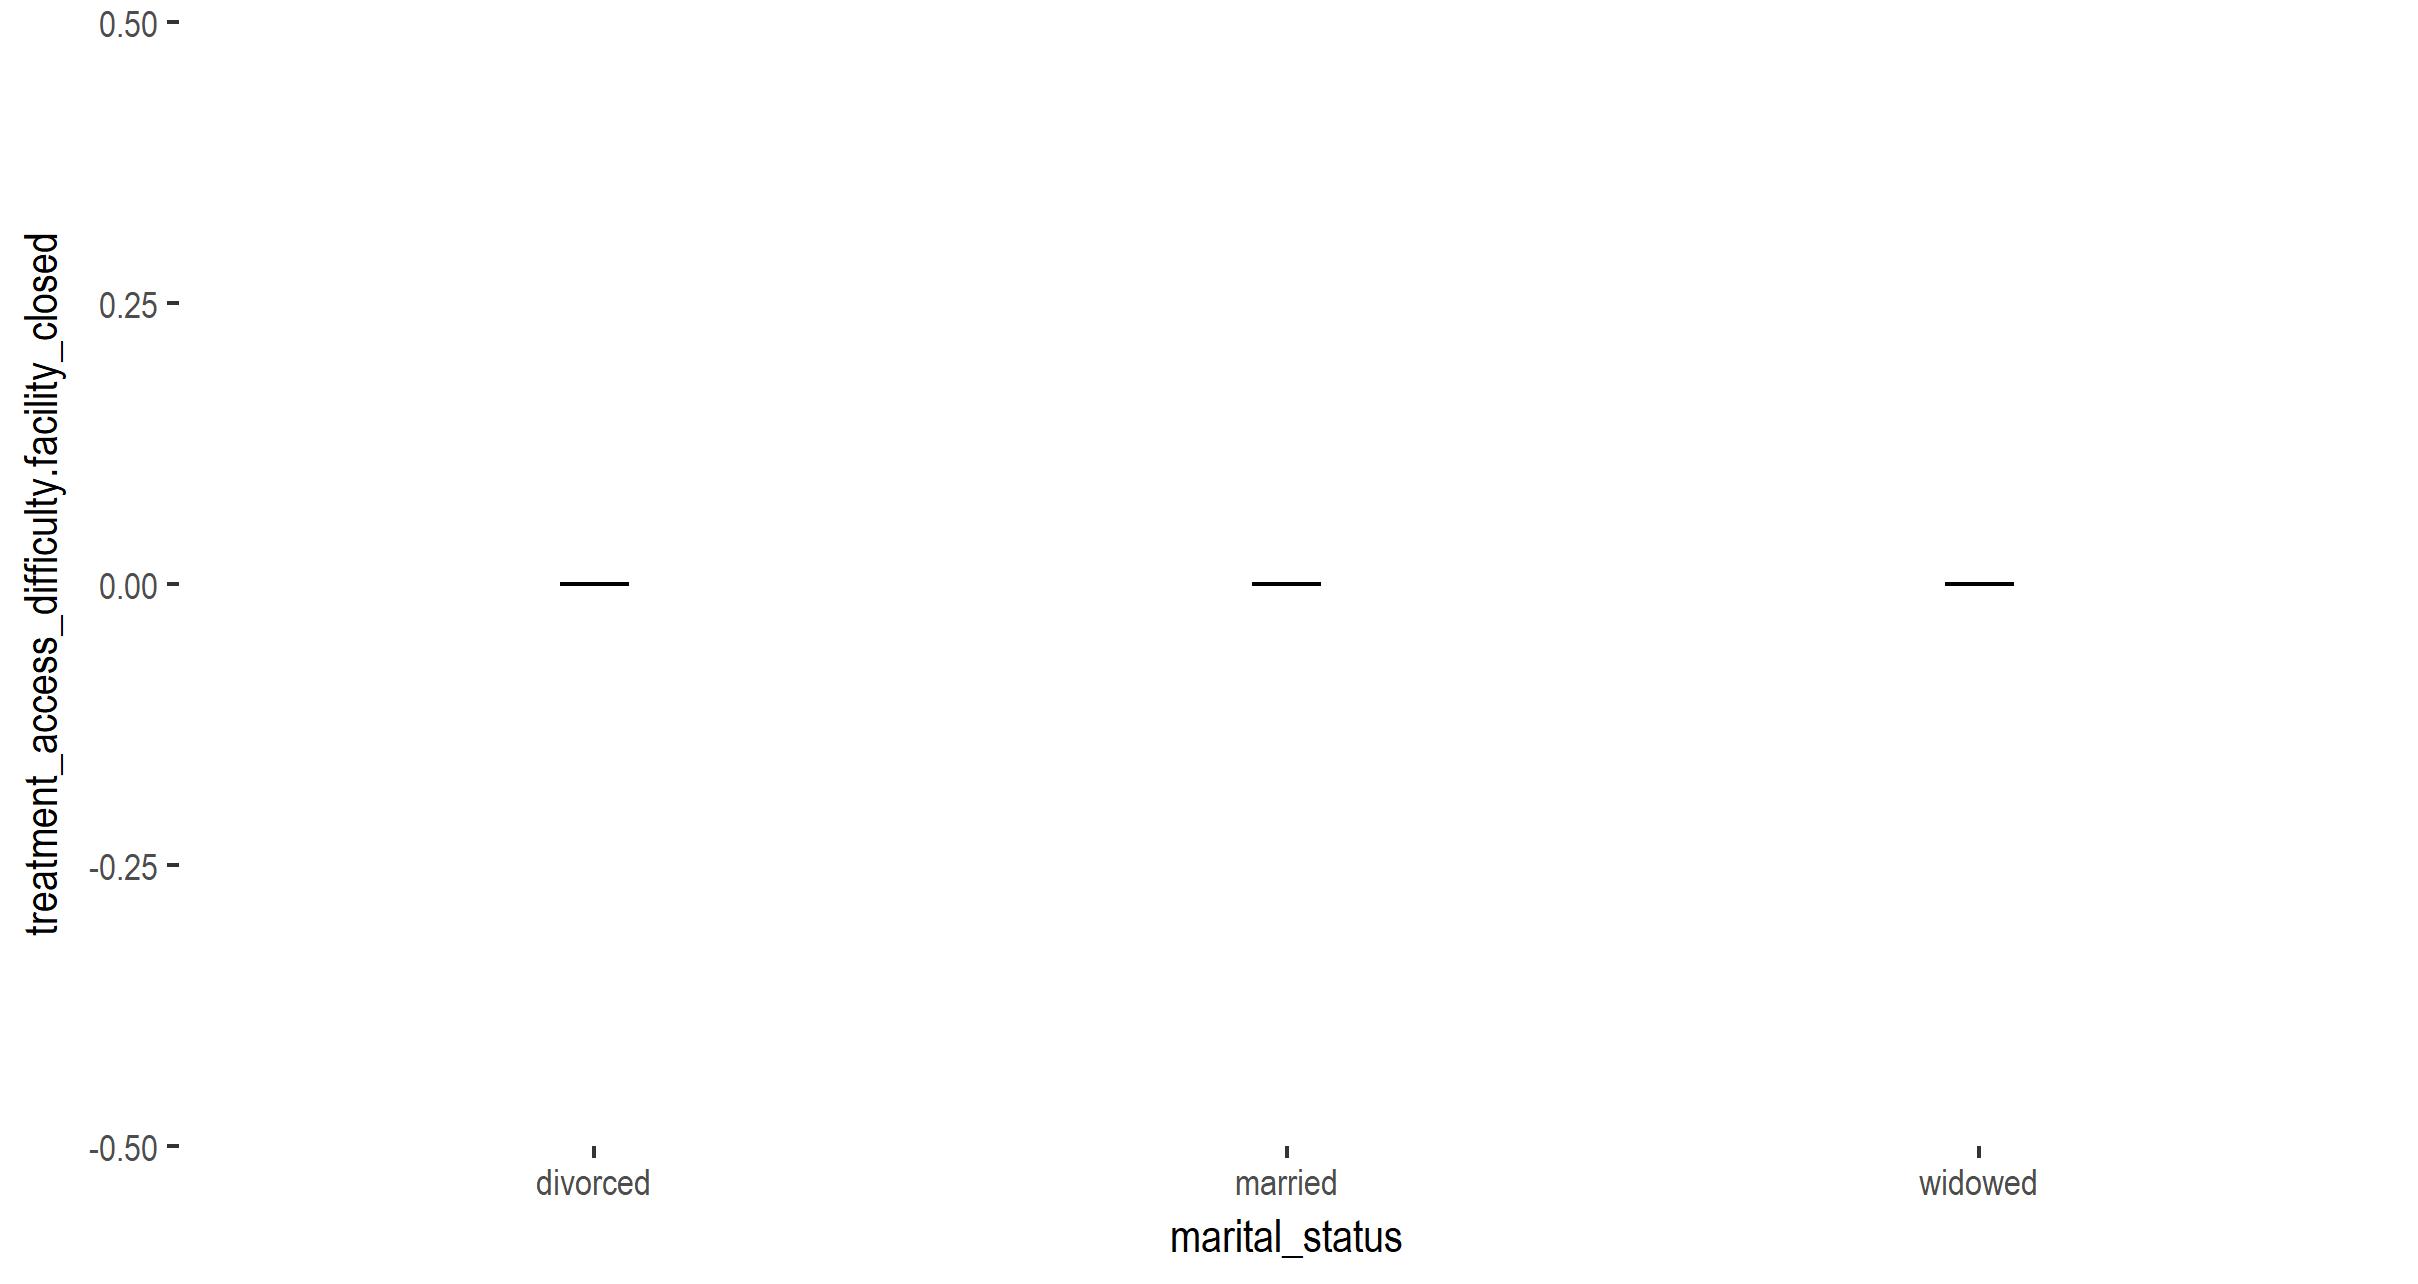 0.50
0.25
0.00
-0.25
-0.50
treatment_access_difficulty.facility_closed
divorced
married
widowed
marital_status